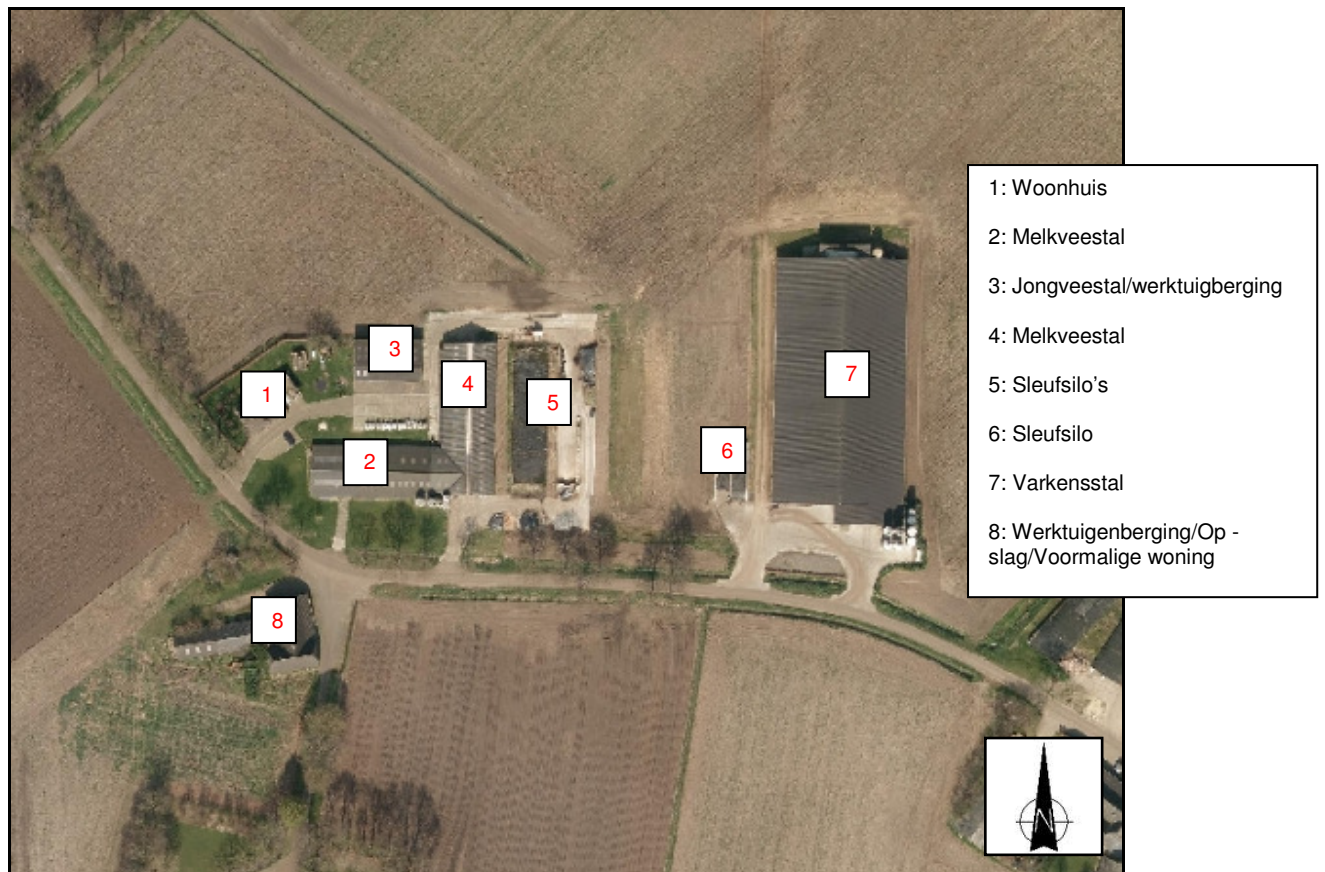 1: Woonhuis
2: Melkveestal
3: Jongveestal/werktuigberging
4: Melkveestal
5: Sleufsilo's
6: Sleufsilo
7: Varkensstal
8: Werktuigenberging/Op -
slag/Voormalige woning
3
4
7
1
5
6
2
8
N